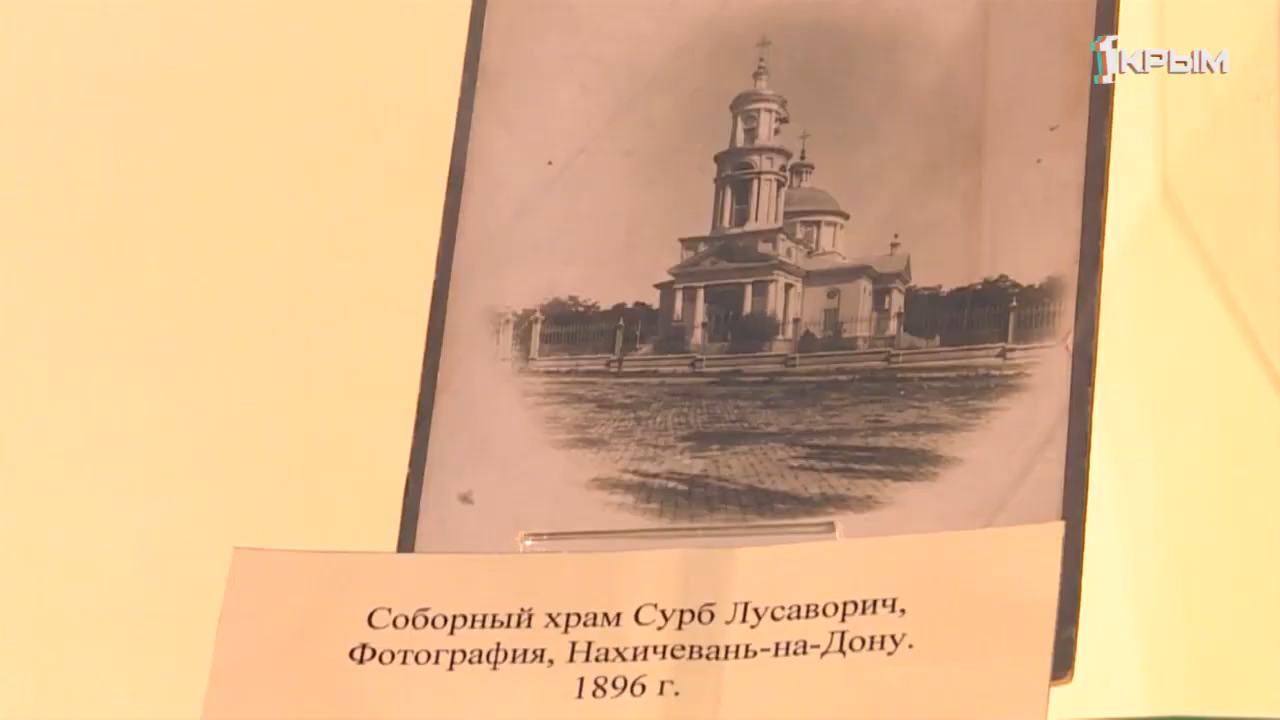 1КРЫМ
Соборный храм Сурб Лусаворич,
Фотография, Нахичевань-на-Дону.
1896 г.